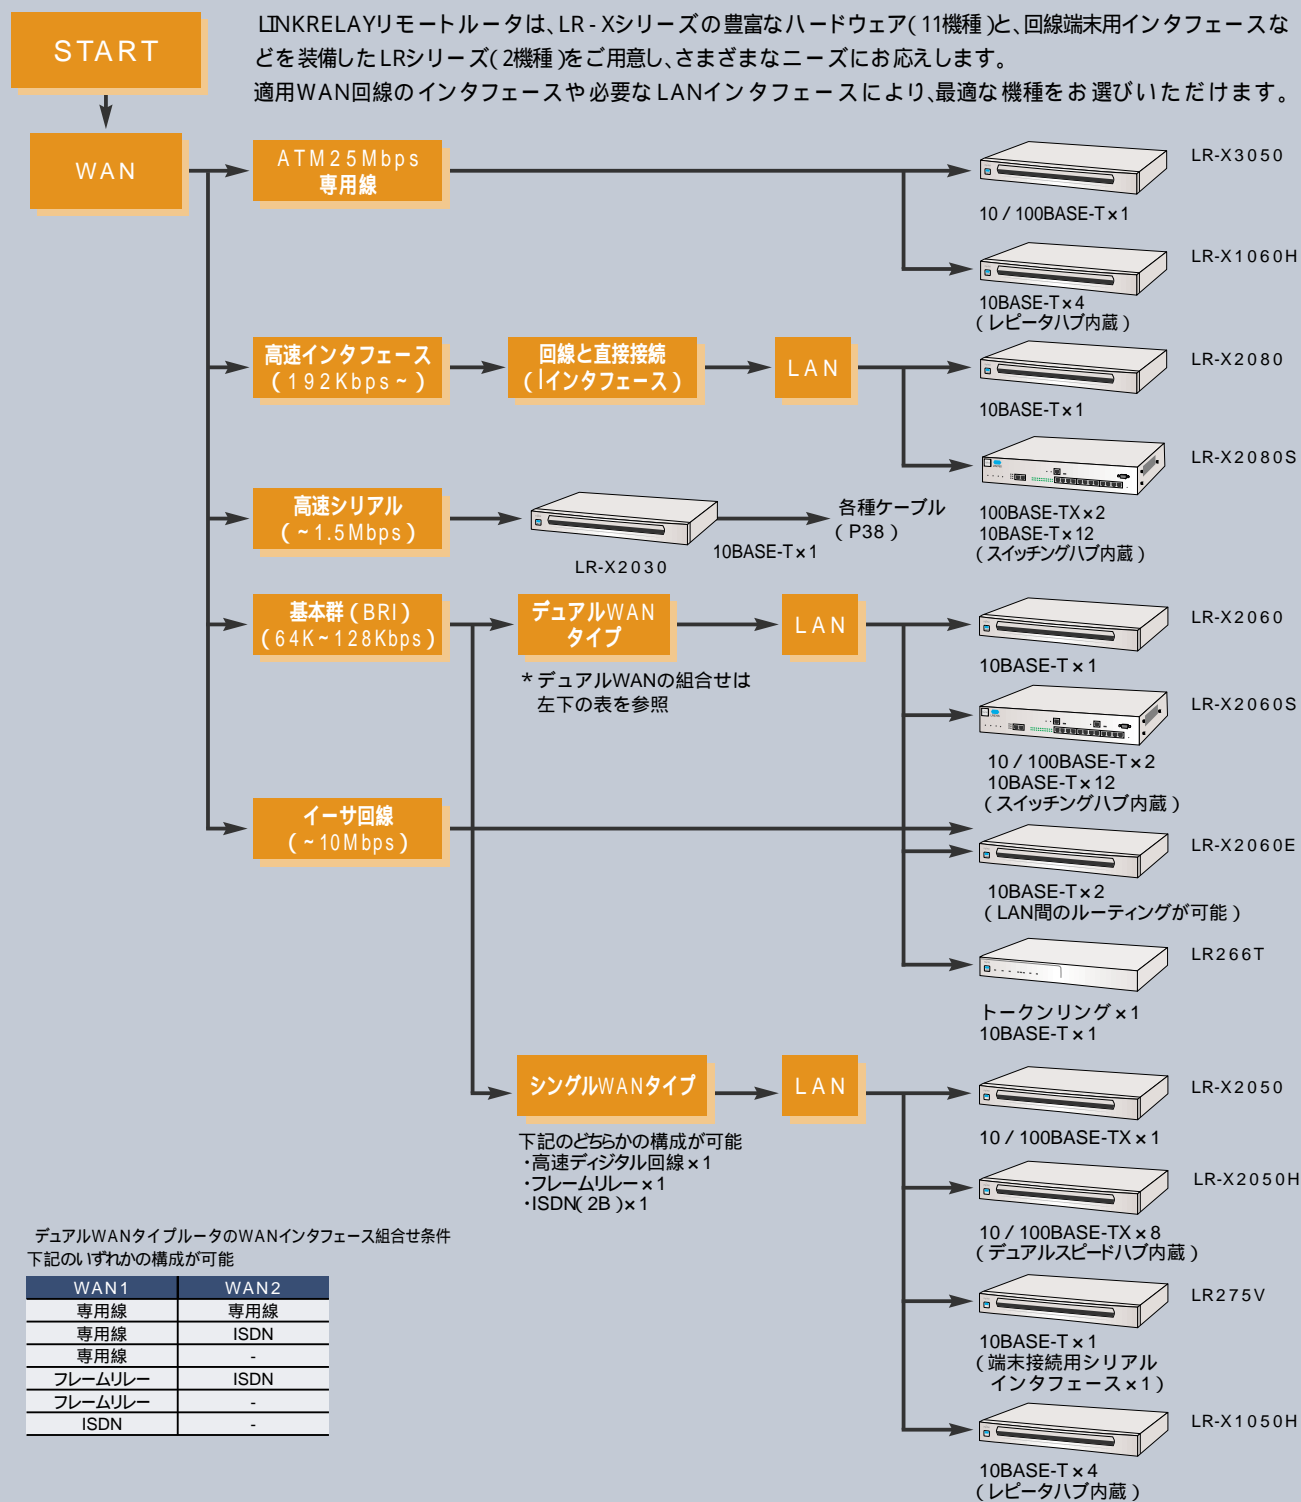 START
LINKRELAYリモートルータは、LR-Xシリーズの豊富なハードウェア(11機種)と、回線端末用インタフェースな
どを装備したLRシリーズ(2機種)をご用意し、さまざまなニーズにお応えします。
適用WAN回線のインタフェースや必要なLANインタフェースにより、最適な機種をお選びいただけます。
WAN
ATM25Mbps
専用線
LR-X3050
10/100BASE-T×1
LR-X1060H
10BASE-T×4
(レピータハブ内蔵)
高速インタフェース
(192Kbps~)
回線と直接接続
(Iインタフェース)
LAN
LR-X2080
10BASE-T×1
LR-X2080S
100BASE-TX×2
10BASE-T×12
(スイッチングハブ内蔵)
高速シリアル
(~1.5Mbps)
LR-X2030
10BASE-T×1
各種ケーブル
(P38)
基本群(BRI)
(64K~128Kbps)
デュアルWAN
タイプ
*デュアルWANの組合せは
左下の表を参照
LAN
LR-X2060
10BASE-T×1
LR-X2060S
10/100BASE-T×2
10BASE-T×12
(スイッチングハブ内蔵)
イーサ回線
(~10Mbps)
LR-X2060E
10BASE-T×2
(LAN間のルーティングが可能)
LR266T
トークンリング×1
10BASE-T×1
シングルWANタイプ
下記のどちらかの構成が可能
・高速ディジタル回線×1
・フレームリレー×1
・ISDN(2B)×1
LAN
LR-X2050
10/100BASE-TX×1
LR-X2050H
10/100BASE-TX×8
(デュアルスピードハブ内蔵)
LR275V
10BASE-T×1
(端末接続用シリアル
インタフェース×1)
LR-X1050H
10BASE-T×4
(レピータハブ内蔵)
デュアルWANタイプルータのWANインタフェース組合せ条件
下記のいずれかの構成が可能
WAN1 WAN2
専用線 専用線
専用線 ISDN
専用線 -
フレームリレー ISDN
フレームリレー -
ISDN -